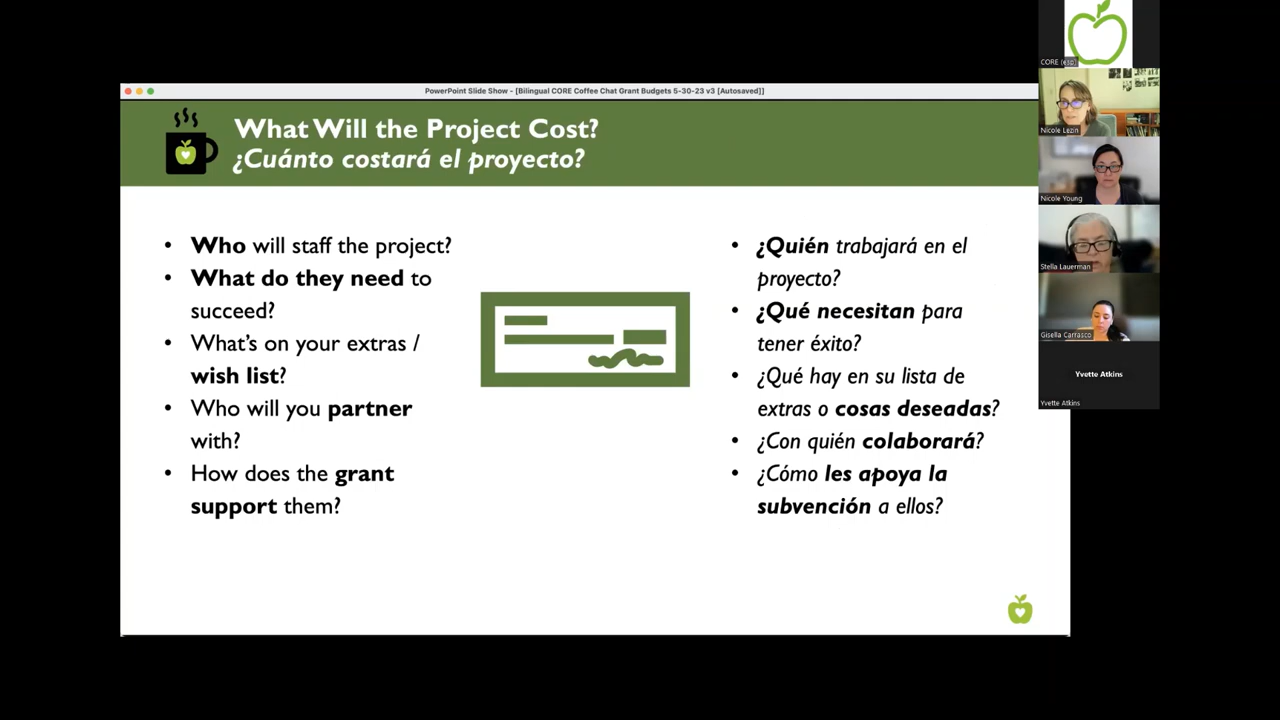 PowerPoint Slide Show - [Bilingual CORE Coffee Chat Grant Budgets 5-30-23 v3 [Autosaved]]
What Will the Project Cost?
¿Cuánto costará el proyecto?
• Who will staff the project?
• What do they need to
succeed?
• What's on your extras /
wish list?
• Who will you partner
with?
• How does the grant
support them?
• ¿Quién trabajará en el
proyecto?
• ¿Qué necesitan para
tener éxito?
• ¿Qué hay en su lista de
extras o cosas deseadas?
• ¿Con quién colaborará?
• ¿Cómo les apoya la
subvención a ellos?
CORE (esp)
Nicole Lezin
Nicole Young
Stella Lauerman
Gisella Carrasco
Yvette Atkins
Yvette Atkins